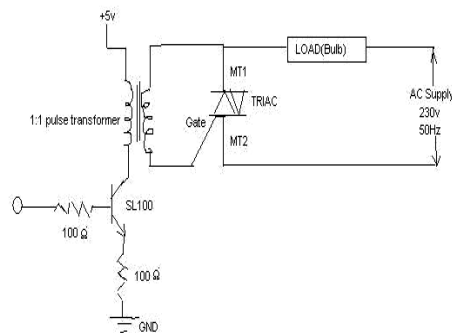 +5v
LOAD(Bulb)
MT1
TRIAC
AC Supply
230v
50Hz
1:1 pulse transformer
Gate
MT2
SL100
100 Ω
100 Ω
GND